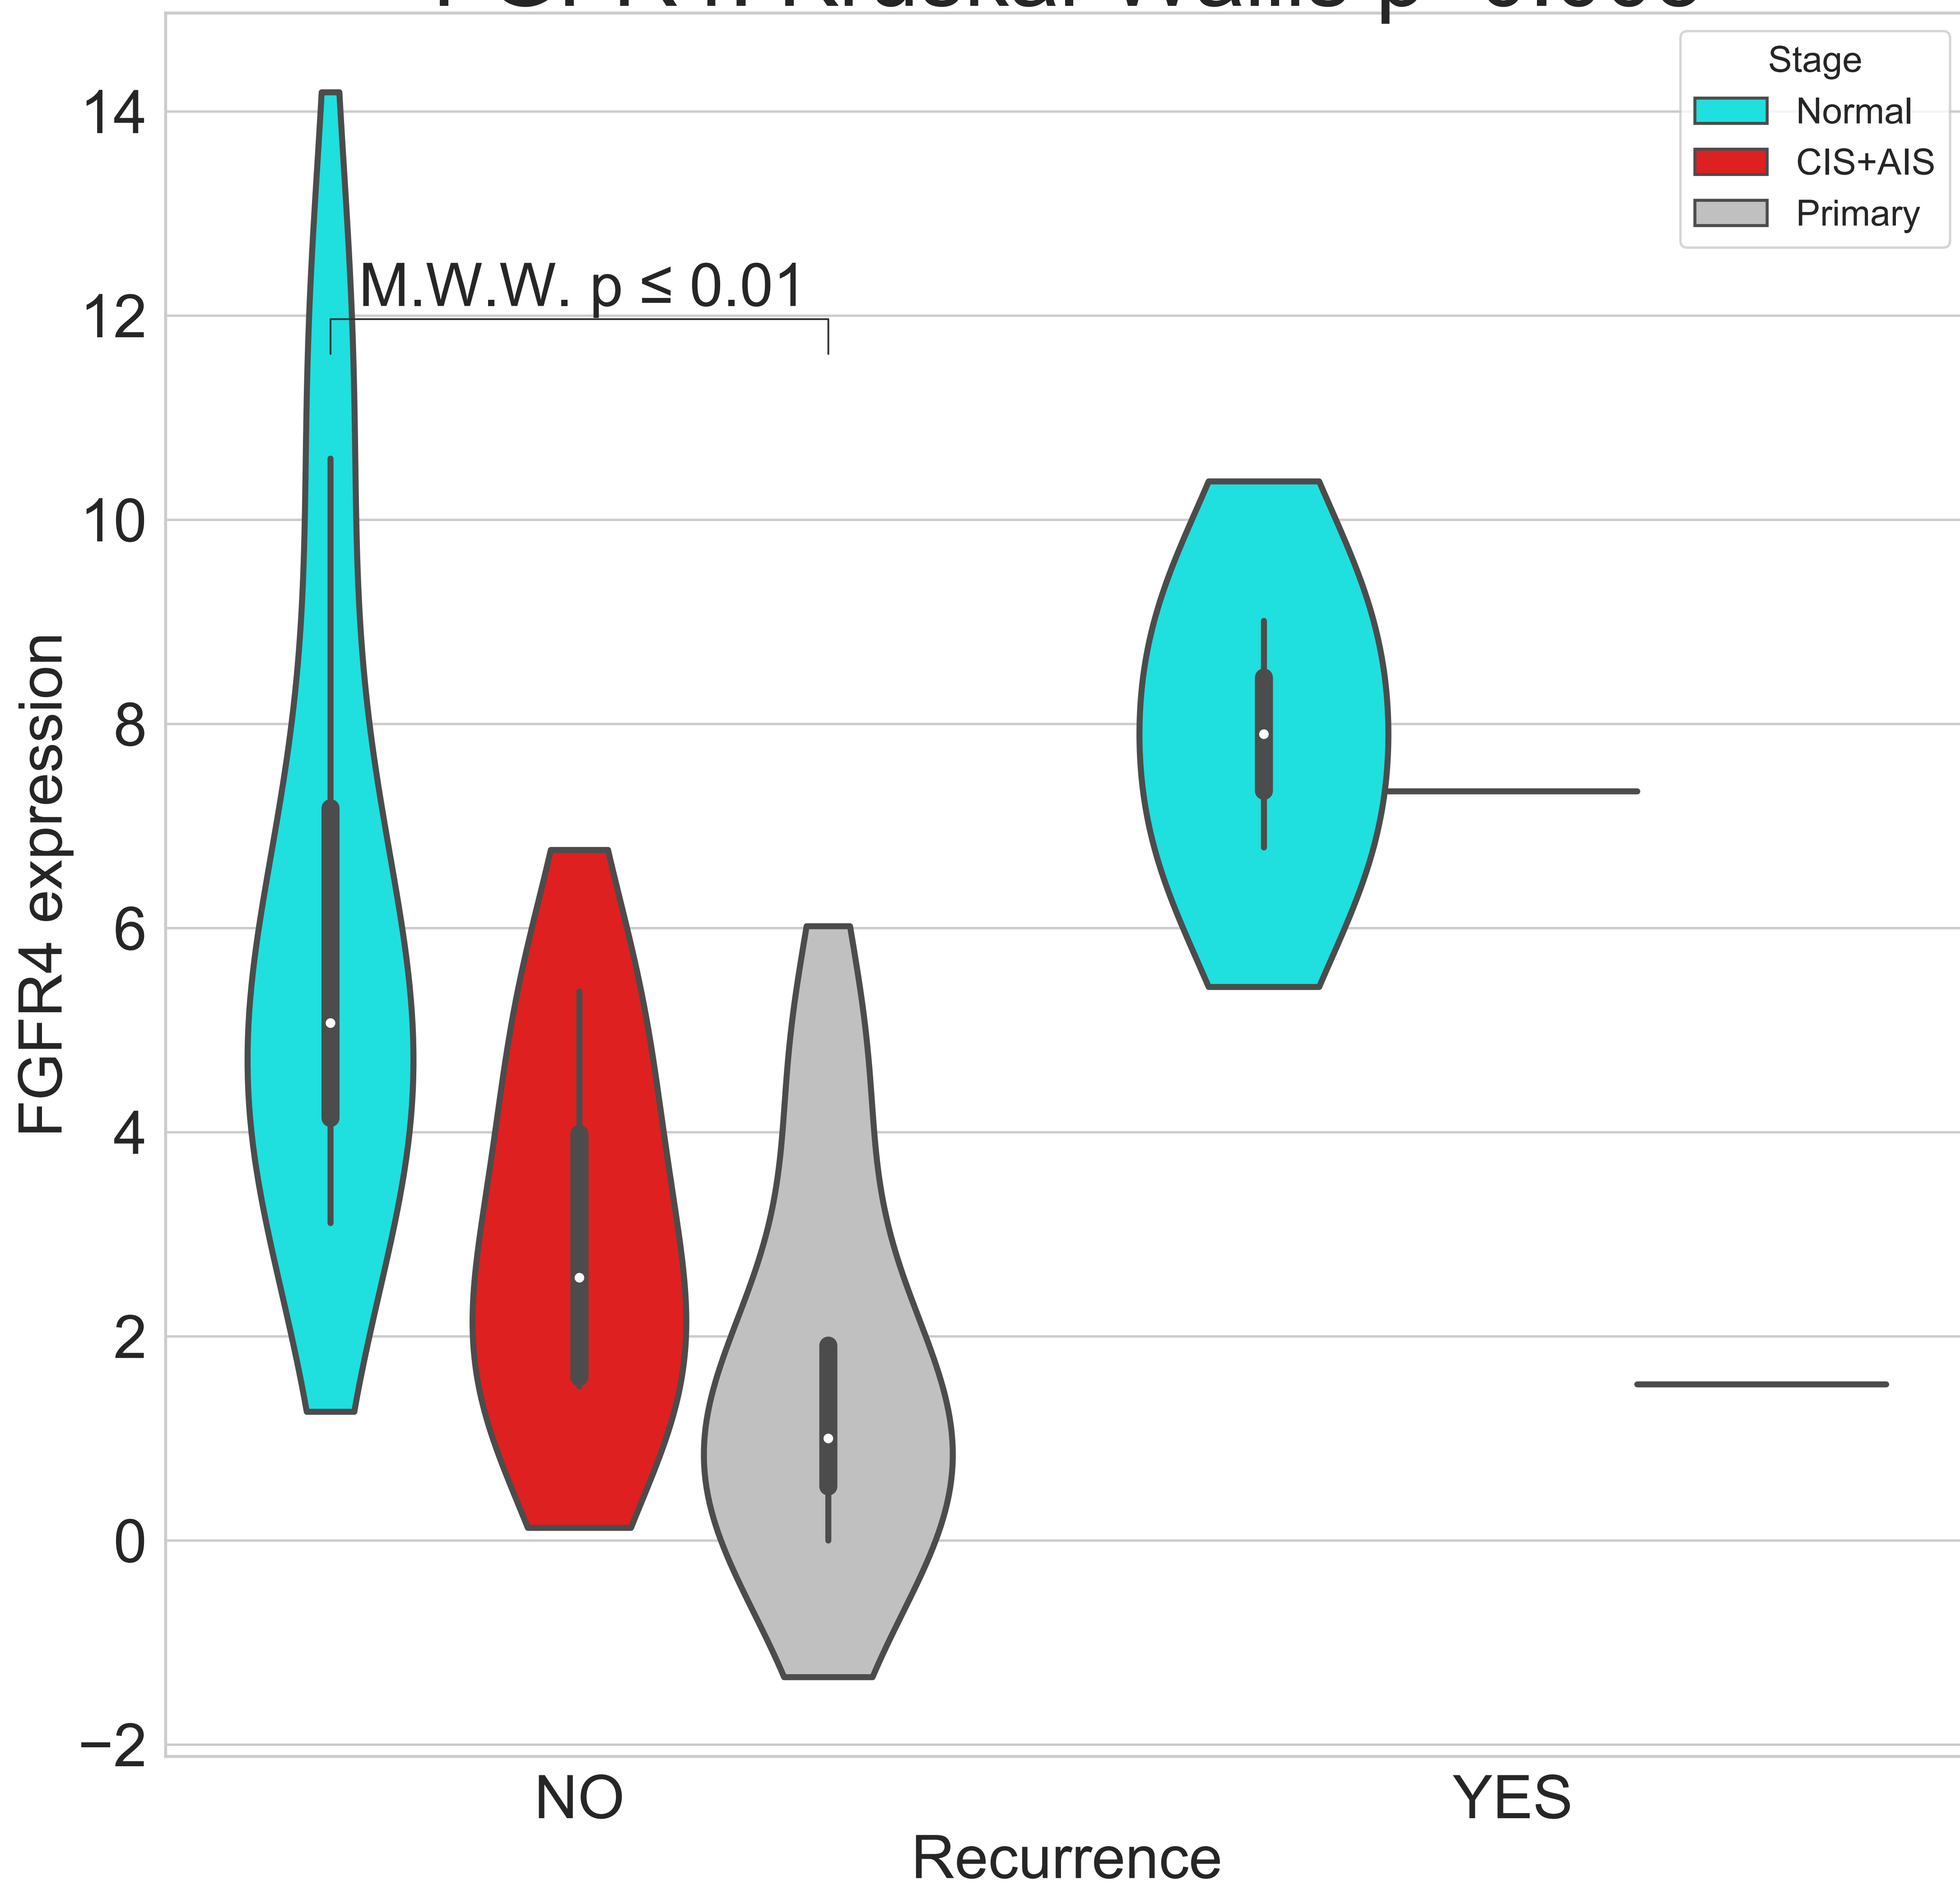 Stage
Normal
CIS+AIS
Primary
M.W.W. p ≤ 0.01
14
12
10
8
6
4
2
0
−2
FGFR4 expression
NO
YES
Recurrence